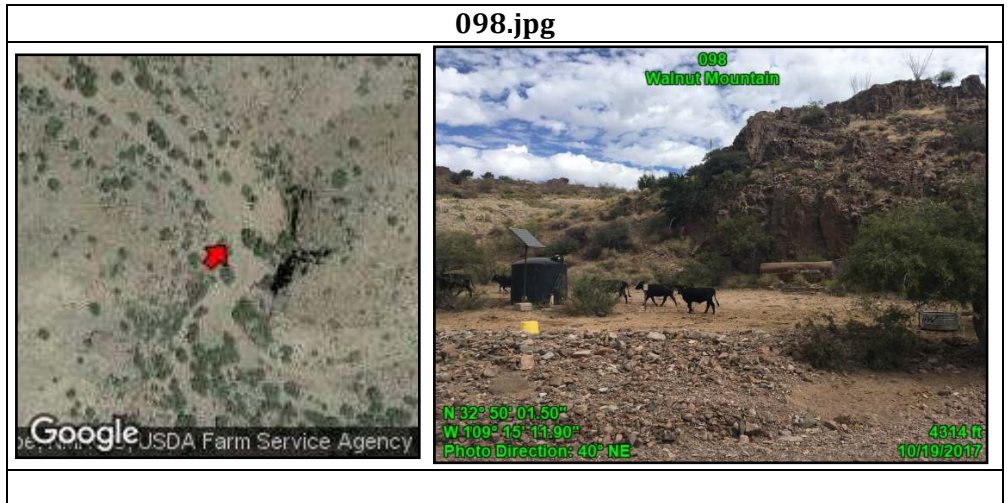 098.jpg
098
Walnut Mountain
Google
USDA Farm Service Agency
N 32° 50' 01.50"
W 109° 15' 11.90"
Photo Direction: 40° NE
4314 ft
10/19/2017